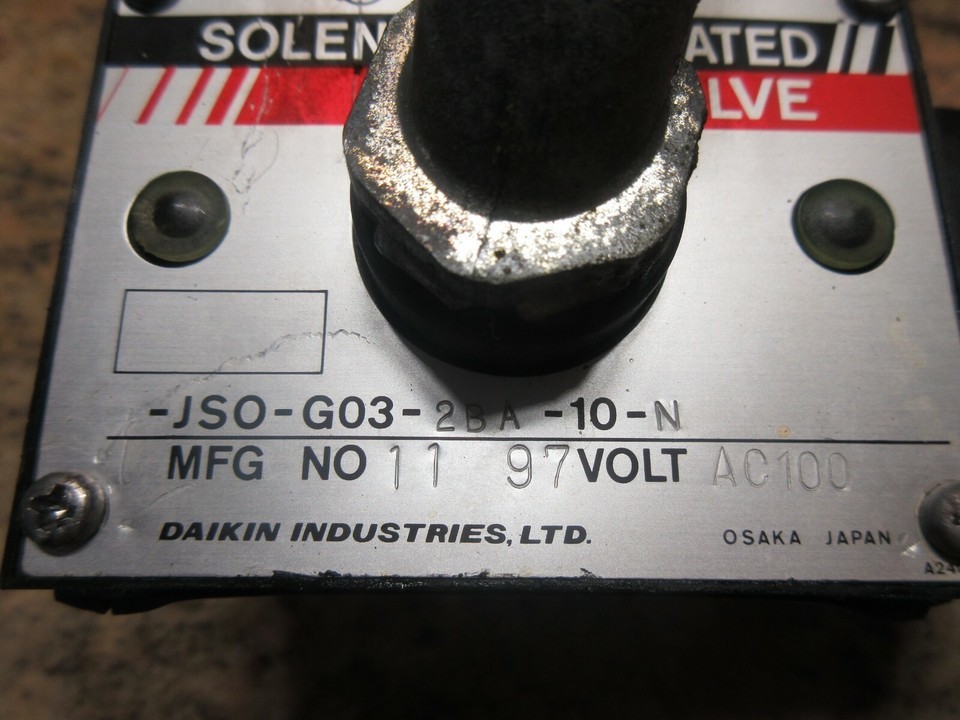 SOLEN ATED
LVE
-JSO-G03-2BA-10-N
MFG NO 11 97 VOLT AC100
DAIKIN INDUSTRIES, LTD. OSAKA JAPAN